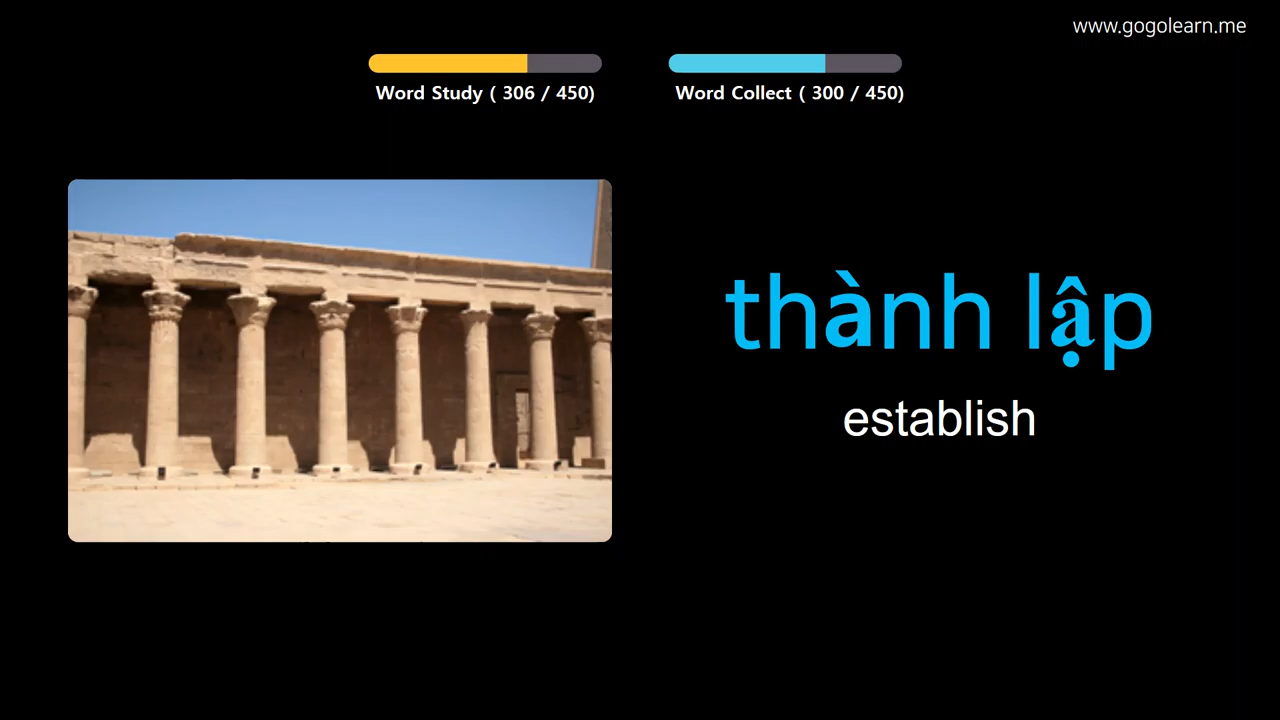 www.gogolearn.me
Word Study ( 306 / 450)
Word Collect ( 300 / 450)
thành lập
establish